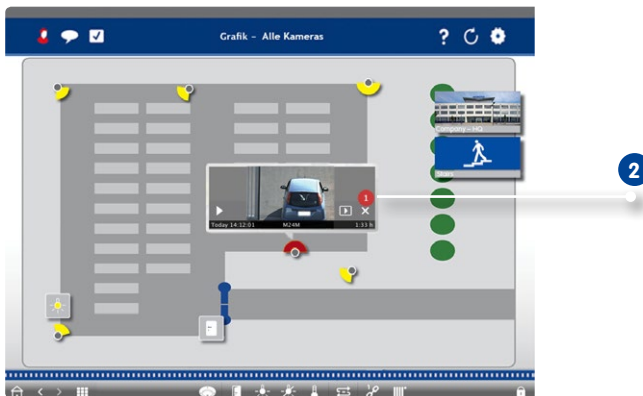 Grafik – Alle Kameras
?
Company – HQ
Stairs
1
Today 14:12:01 M24M 1:33 h
2